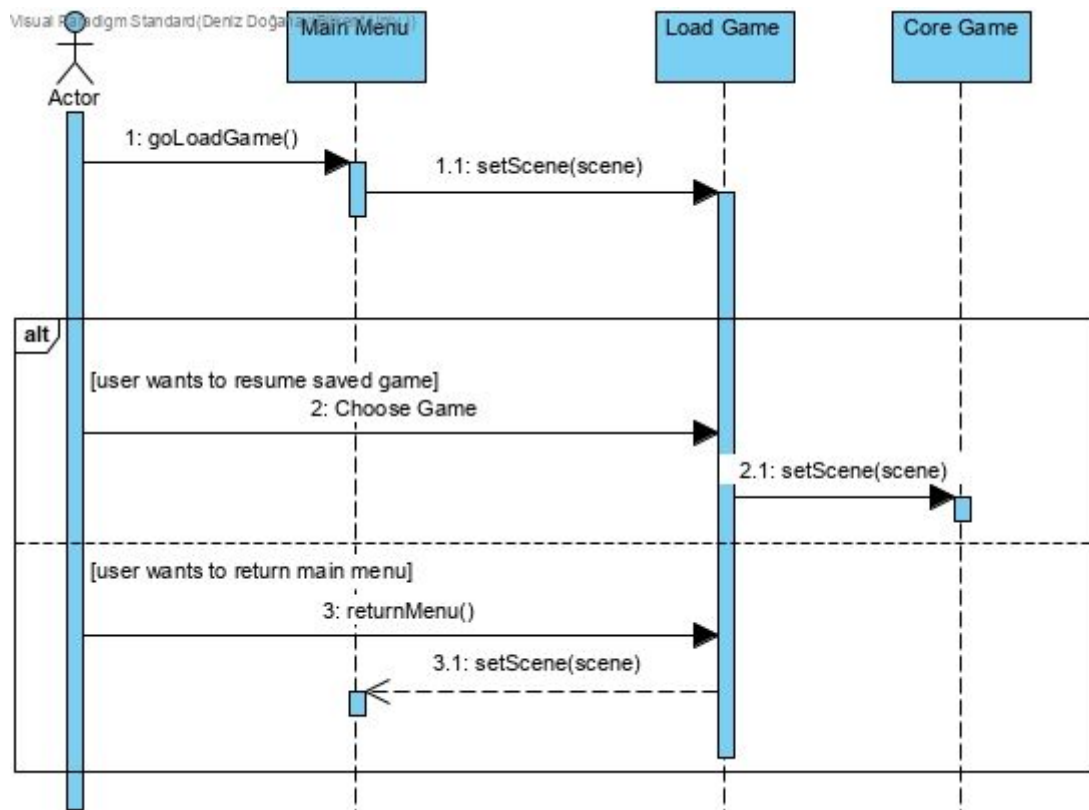 Visual Paradigm Standard(Deniz Doğanay
Main Menu
Load Game
Core Game
Actor
1: goLoadGame()
1.1: setScene(scene)
alt
[user wants to resume saved game]
2: Choose Game
2.1: setScene(scene)
[user wants to return main menu]
3: returnMenu()
3.1: setScene(scene)